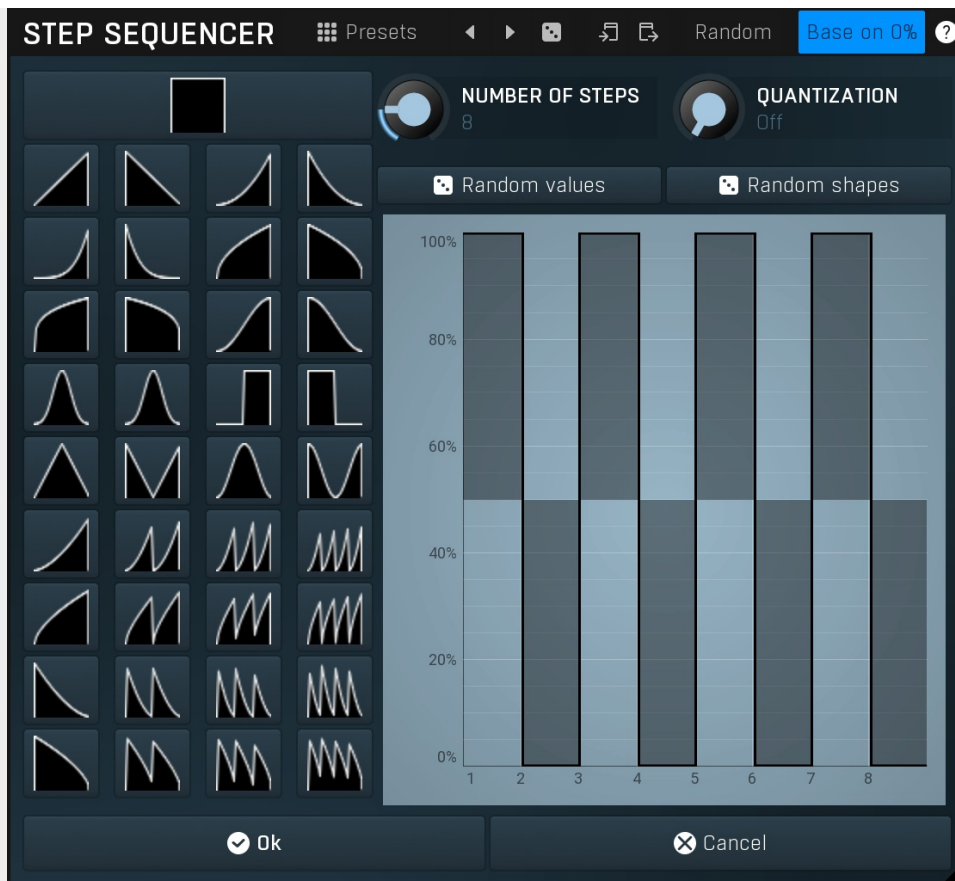 STEP SEQUENCER Presets Random Base on 0% ?
NUMBER OF STEPS
8
QUANTIZATION
Off
Random values
Random shapes
100%
80%
60%
40%
20%
0%
1 2 3 4 5 6 7 8
Ok
Cancel